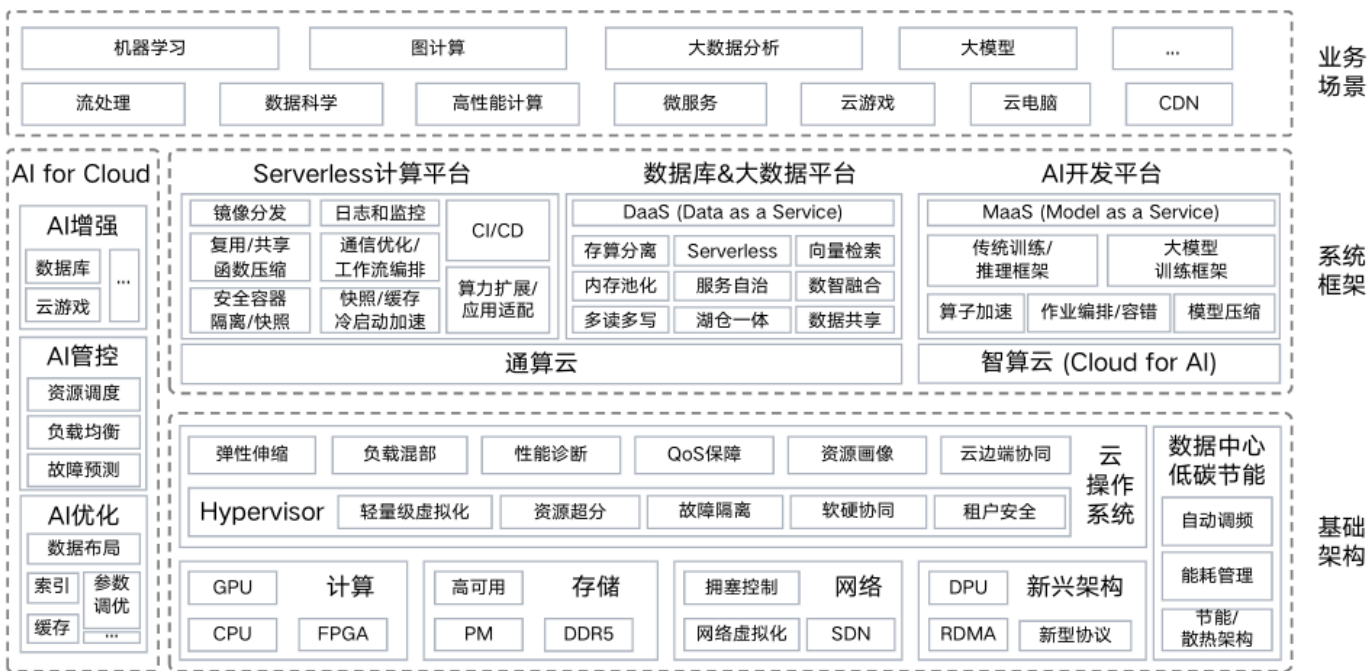 机器学习
图计算
大数据分析
大模型
...
业务
场景
流处理
数据科学
高性能计算
微服务
云游戏
云电脑
CDN
AI for Cloud
AI增强
数据库
云游戏
...
AI管控
资源调度
负载均衡
故障预测
AI优化
数据布局
索引
缓存
参数
调优
...
Serverless计算平台
镜像分发
日志和监控
CI/CD
复用/共享
函数压缩
通信优化/
工作流编排
安全容器
隔离/快照
快照/缓存
冷启动加速
算力扩展/
应用适配
数据库&大数据平台
DaaS (Data as a Service)
存算分离
Serverless
向量检索
内存池化
服务自治
数智融合
多读多写
湖仓一体
数据共享
通算云
AI开发平台
MaaS (Model as a Service)
传统训练/
推理框架
大模型
训练框架
算子加速
作业编排/容错
模型压缩
智算云 (Cloud for AI)
系统
框架
弹性伸缩
负载混部
性能诊断
QoS保障
资源画像
云边端协同
云
操作
系统
Hypervisor
轻量级虚拟化
资源超分
故障隔离
软硬协同
租户安全
GPU
计算
CPU
FPGA
高可用
存储
PM
DDR5
拥塞控制
网络
网络虚拟化
SDN
DPU
新兴架构
RDMA
新型协议
数据中心
低碳节能
自动调频
能耗管理
节能/
散热架构
基础
架构